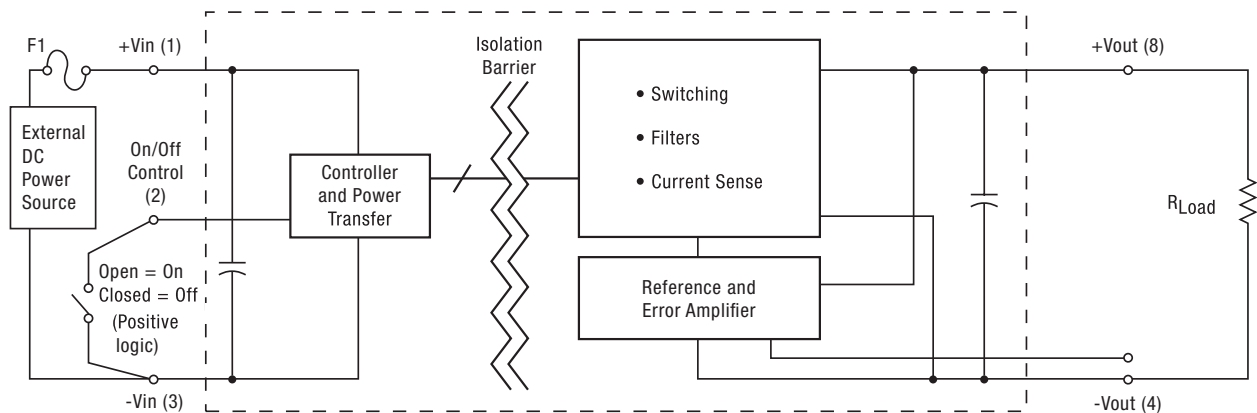 F1
+Vin (1)
External
DC
Power
Source
On/Off
Control
(2)
Open = On
Closed = Off
(Positive
logic)
-Vin (3)
Controller
and Power
Transfer
Isolation
Barrier
• Switching
• Filters
• Current Sense
Reference and
Error Amplifier
+Vout (8)
RLoad
-Vout (4)